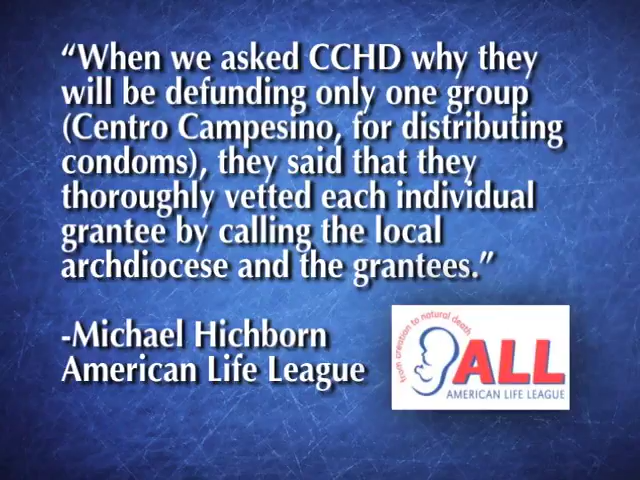 “When we asked CCHD why they
will be defunding only one group
(Centro Campesino, for distributing
condoms), they said that they
thoroughly vetted each individual
grantee by calling the local
archdiocese and the grantees.”
-Michael Hichborn
American Life League
from creation to natural death
ALL
AMERICAN LIFE LEAGUE